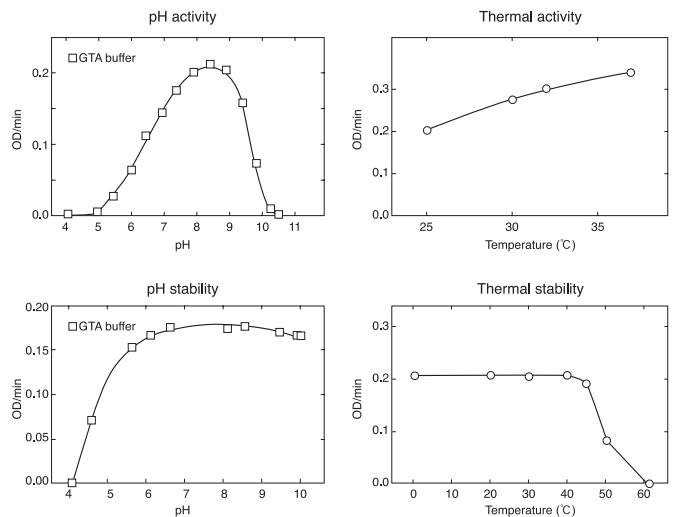 pH activity
GTA buffer
0.2
0.1
0.0
OD/min
4 5 6 7 8 9 10 11
pH
Thermal activity
0.3
0.2
0.1
0.0
OD/min
25 30 35
Temperature (℃)
pH stability
GTA buffer
0.20
0.15
0.10
0.05
0.00
OD/min
4 5 6 7 8 9 10
pH
Thermal stability
0.3
0.2
0.1
0.0
OD/min
0 10 20 30 40 50 60
Temperature (℃)